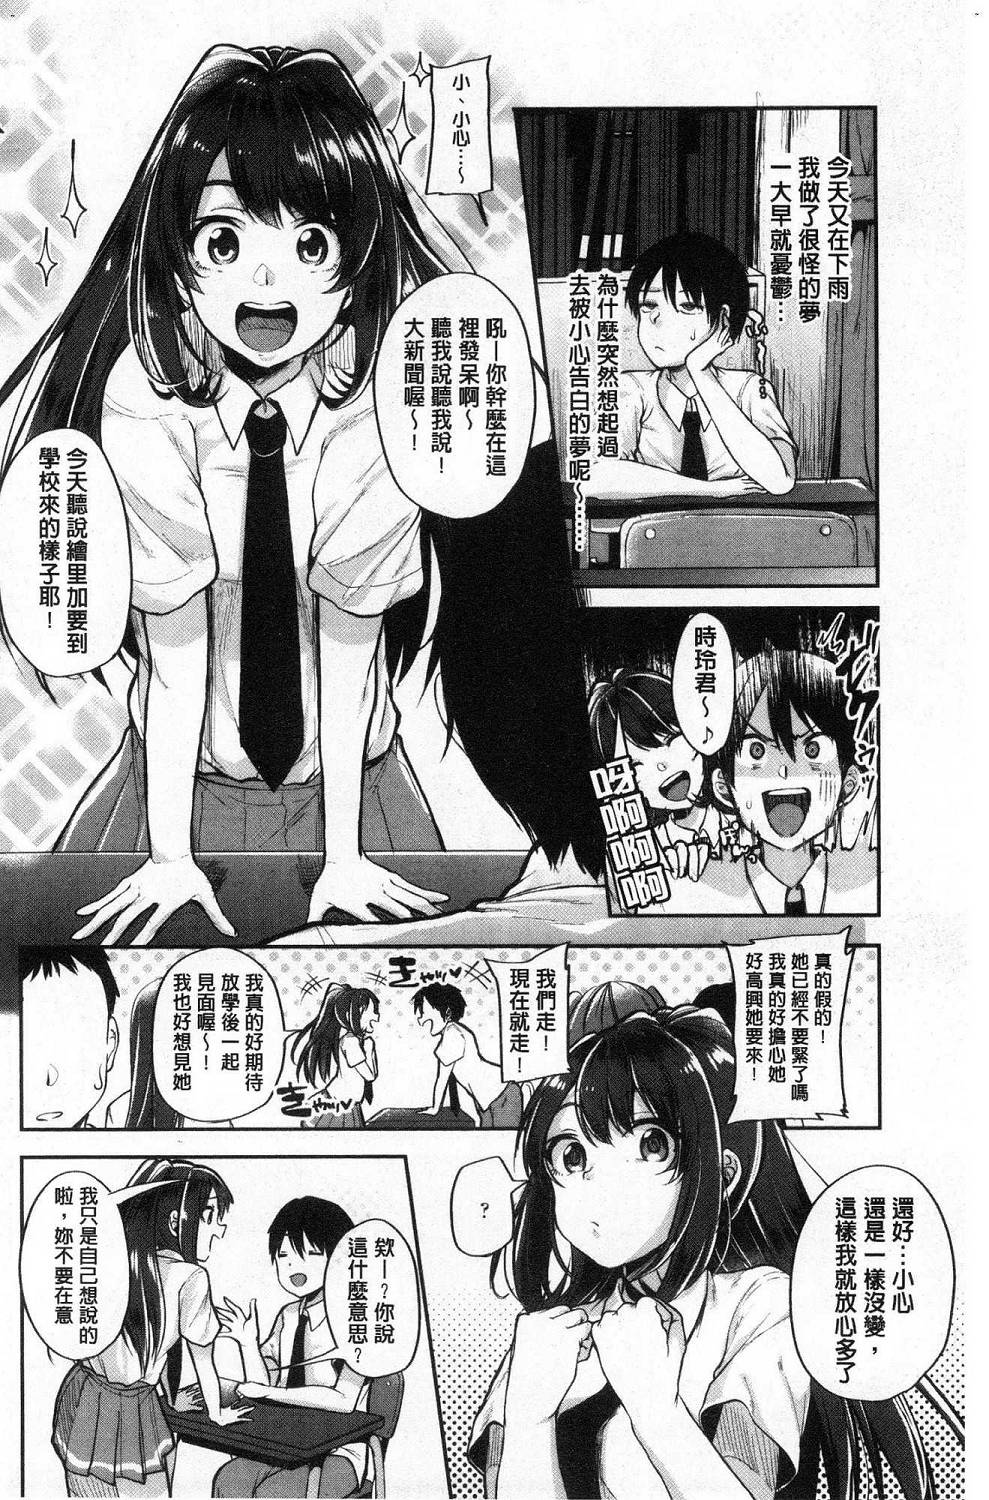 今天又在下雨
我做了很怪的夢
一大早就憂鬱…
為什麼突然想起過
去被小心告白的夢呢～……
時玲君～♪
呀啊啊啊啊
小、小心…～
吼—你幹麼在這
裡發呆啊～
聽我說聽我說！
大新聞喔～！
今天聽說繪里加要到
學校來的樣子耶！
真的假的！
她已經不要緊了嗎
我真的好擔心她
好高興她要來！
我們走！
現在就走！
きゃっ♥
きゃっ♥
我真的好期待
放學後一起
見面喔～！
我也好想見她
還好…小心
還是一樣沒變，
這樣我就放心多了
？
欸—？你說
這什麼意思？
我只是自己想說的
啦，妳不要在意